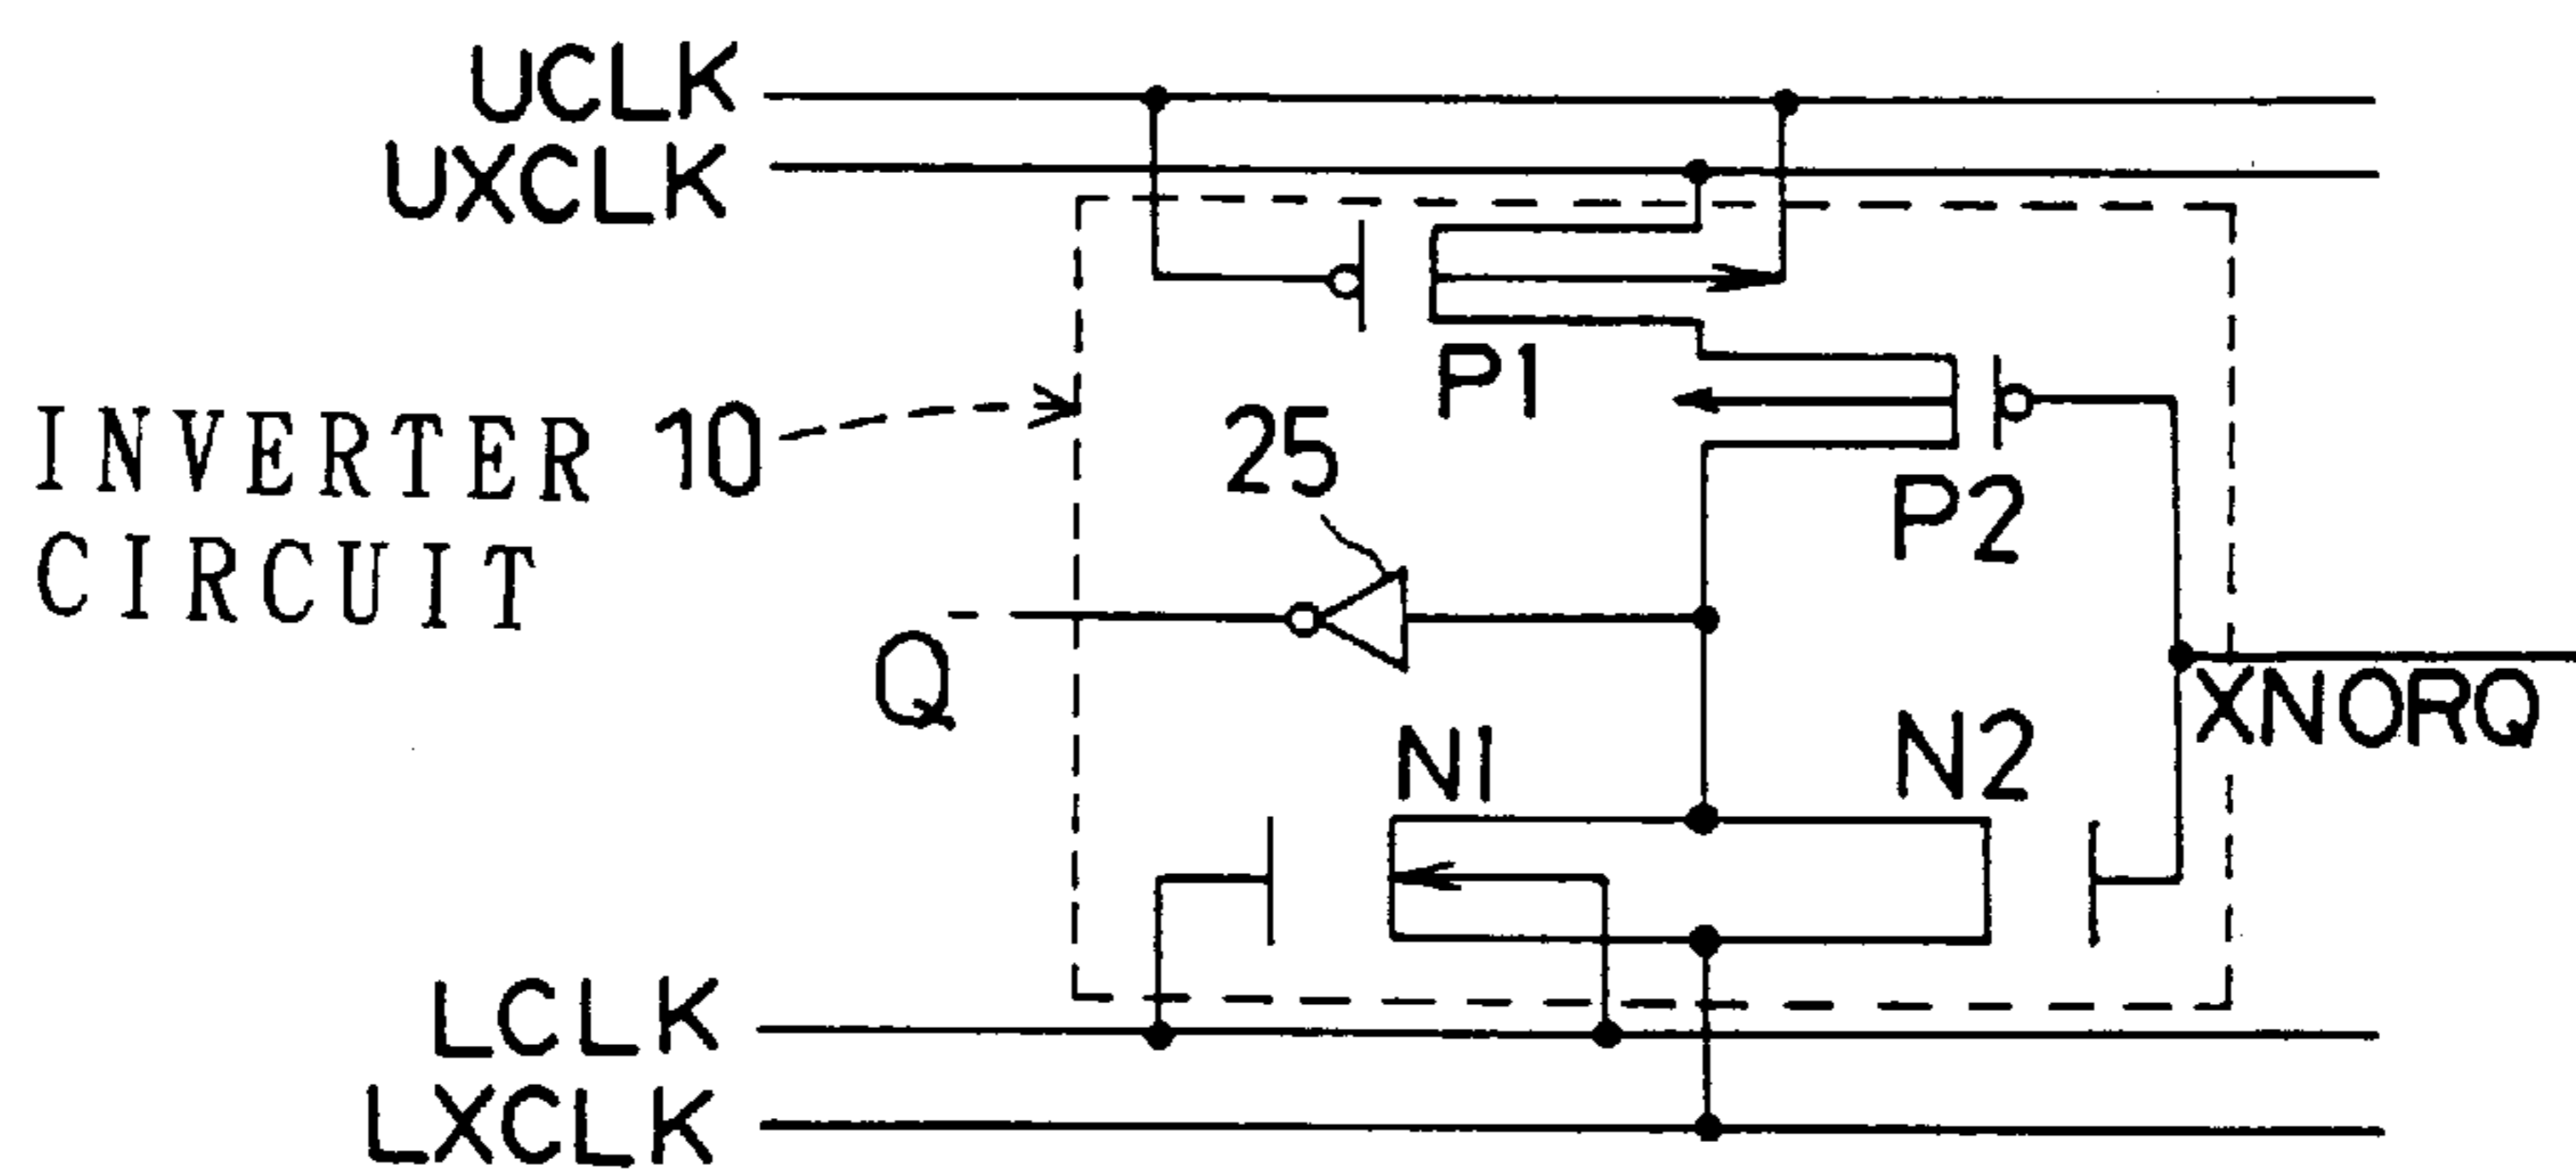 UCLK
UXCLK
P1
INVERTER 10
CIRCUIT
25
P2
Q
XNORQ
N1
N2
LCLK
LXCLK